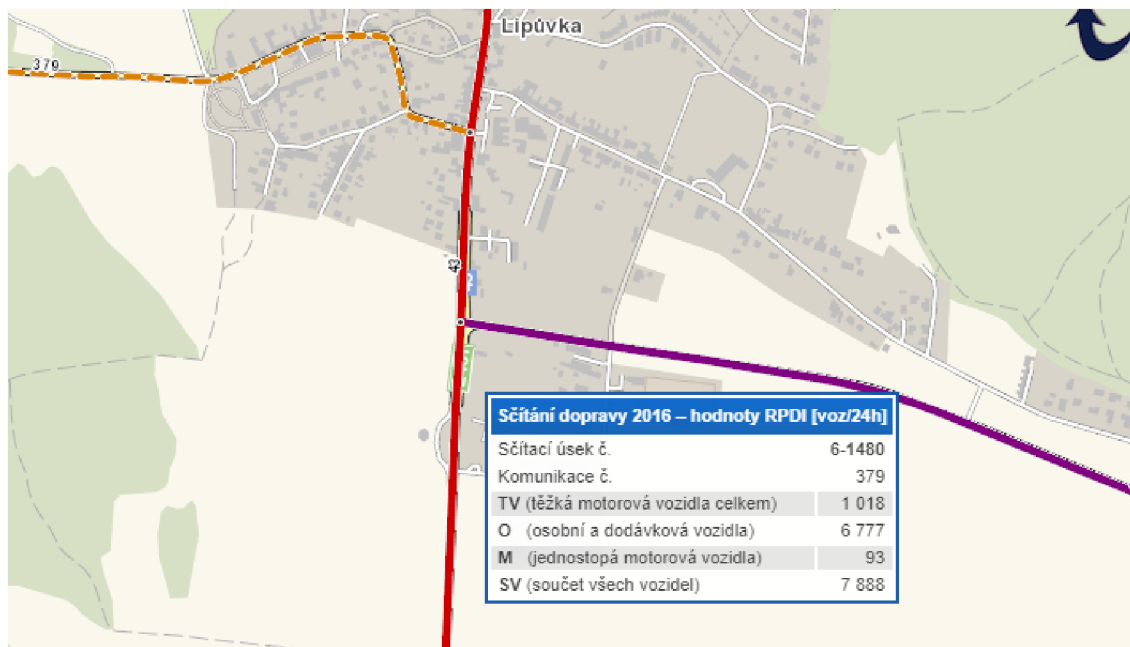 Lipůvka
379
43
Sčítání dopravy 2016 – hodnoty RPDI [voz/24h]
Sčítací úsek č. 6-1480
Komunikace č. 379
TV (těžká motorová vozidla celkem) 1 018
O (osobní a dodávková vozidla) 6 777
M (jednostopá motorová vozidla) 93
SV (součet všech vozidel) 7 888